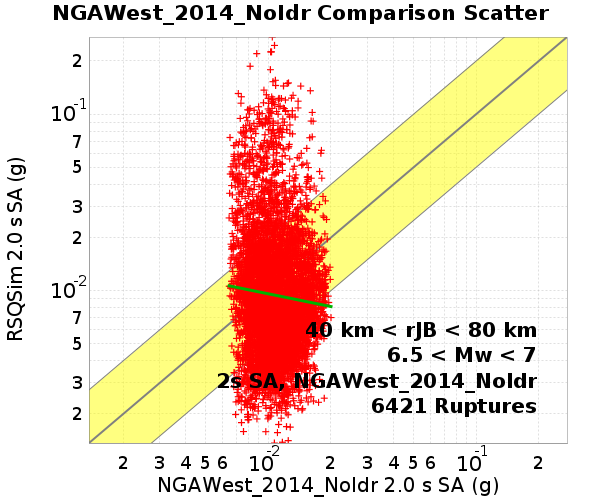 NGAWest_2014_NoIdr Comparison Scatter
2
10-1
7
5
3
2
10-2
7
5
3
2
RSQSim 2.0 s SA (g)
40 km < rJB < 80 km
6.5 < Mw < 7
2s SA, NGAWest_2014_NoIdr
6421 Ruptures
2 3 4 5 6 10-2 2 3 4 5 6 10-1 2
NGAWest_2014_NoIdr 2.0 s SA (g)